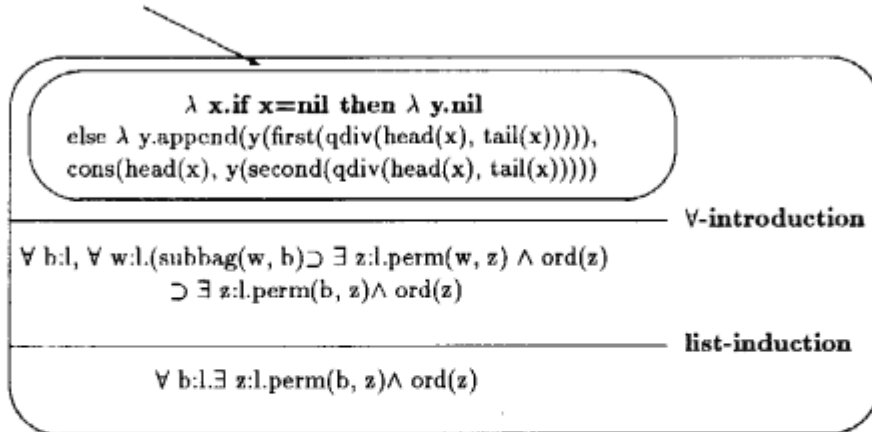 λ x.if x=nil then λ y.nil
else λ y.append(y(first(qdiv(head(x), tail(x))))),
cons(head(x), y(second(qdiv(head(x), tail(x)))))
∀-introduction
∀ b:l, ∀ w:l.(subbag(w, b)⊃ ∃ z:l.perm(w, z) ∧ ord(z)
⊃ ∃ z:l.perm(b, z)∧ ord(z)
list-induction
∀ b:l.∃ z:l.perm(b, z)∧ ord(z)